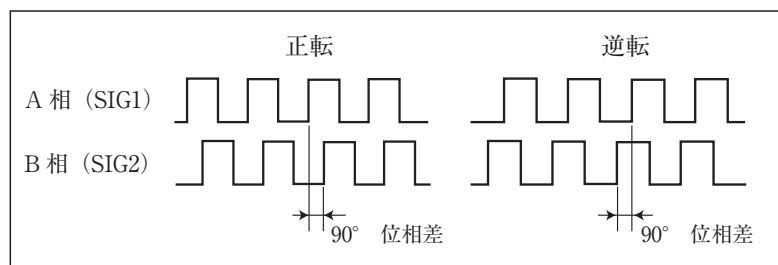 正転
逆転
A 相（SIG1）
B 相（SIG2）
90° 位相差
90° 位相差